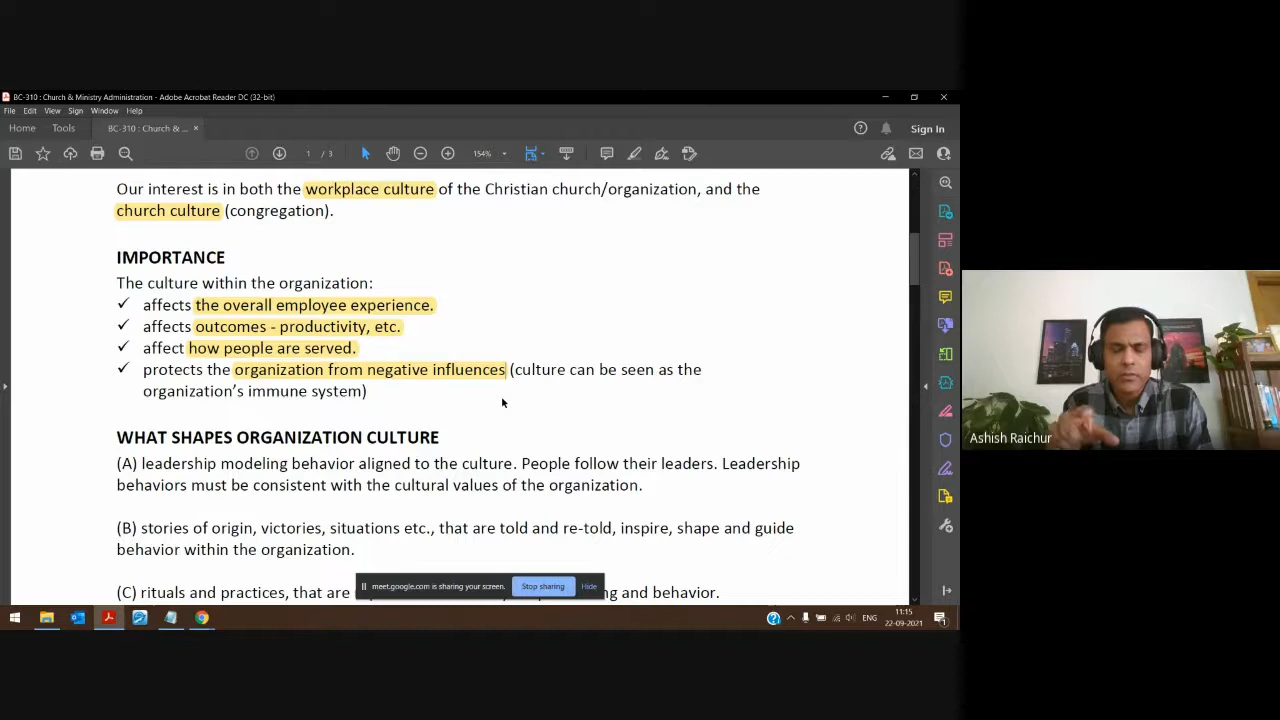 BC-310 : Church & Ministry Administration - Adobe Acrobat Reader DC (32-bit)
File Edit View Sign Window Help
Home Tools BC-310 : Church & ... × Sign In
1 / 3 154%
Our interest is in both the workplace culture of the Christian church/organization, and the
church culture (congregation).
IMPORTANCE
The culture within the organization:
✓ affects the overall employee experience.
✓ affects outcomes - productivity, etc.
✓ affect how people are served.
✓ protects the organization from negative influences (culture can be seen as the
organization's immune system)
WHAT SHAPES ORGANIZATION CULTURE
(A) leadership modeling behavior aligned to the culture. People follow their leaders. Leadership
behaviors must be consistent with the cultural values of the organization.
(B) stories of origin, victories, situations etc., that are told and re-told, inspire, shape and guide
behavior within the organization.
(C) rituals and practices, that are
ng and behavior.
meet.google.com is sharing your screen. Stop sharing Hide
Ashish Raichur
ENG
11:15
22-09-2021